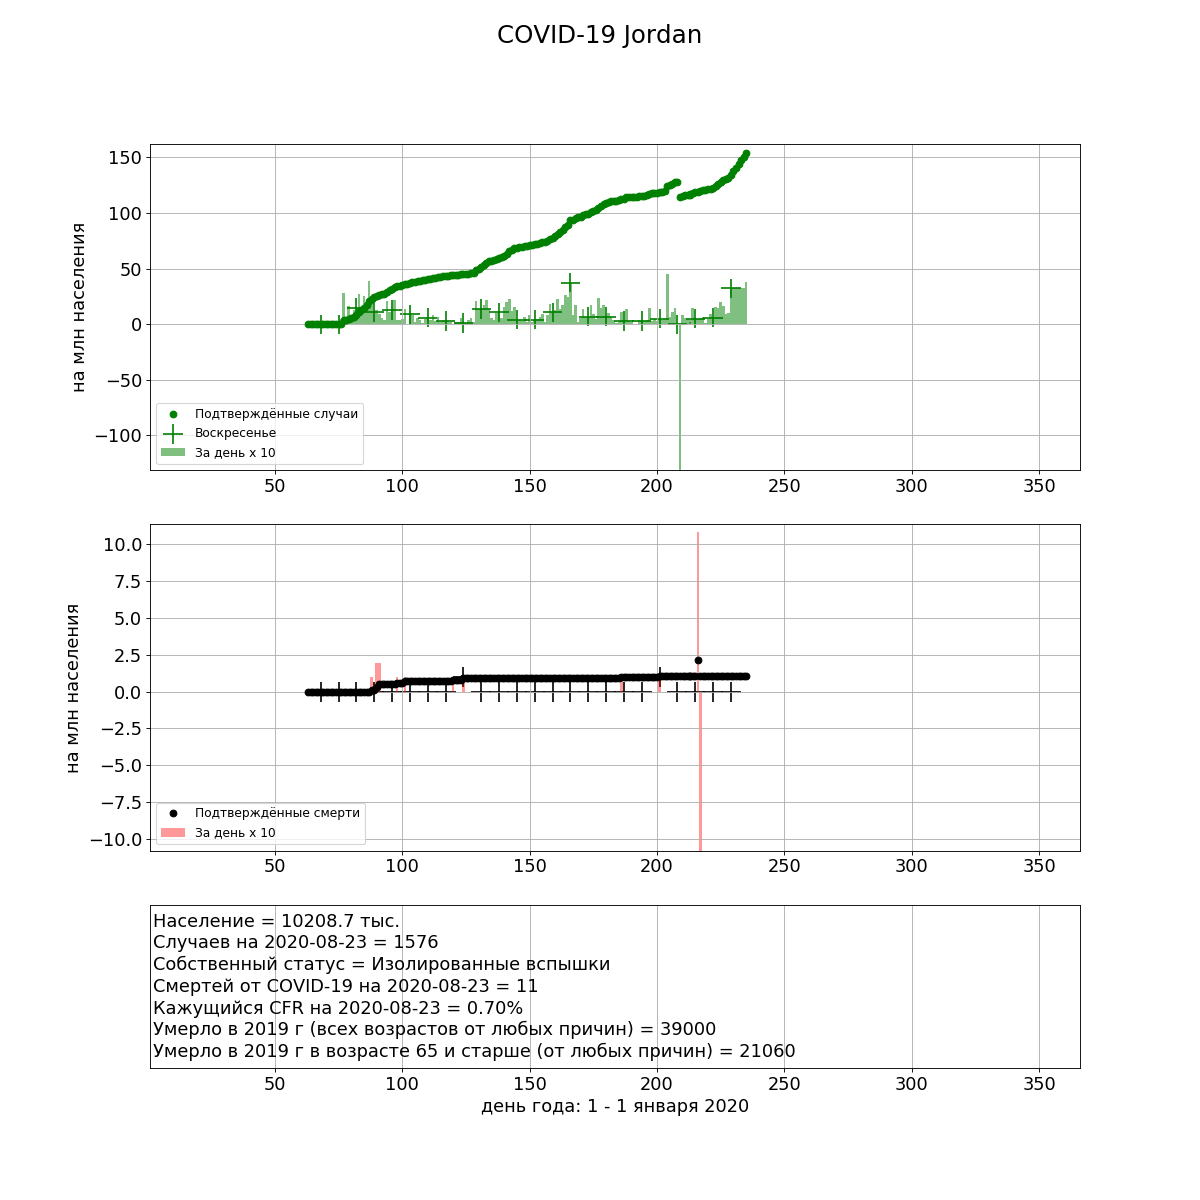 COVID-19 Jordan
150
100
50
0
−50
−100
на млн населения
Подтверждённые случаи
Воскресенье
За день x 10
50 100 150 200 250 300 350
10.0
7.5
5.0
2.5
0.0
−2.5
−5.0
−7.5
−10.0
на млн населения
Подтверждённые смерти
За день x 10
50 100 150 200 250 300 350
Население = 10208.7 тыс.
Случаев на 2020-08-23 = 1576
Собственный статус = Изолированные вспышки
Смертей от COVID-19 на 2020-08-23 = 11
Кажущийся CFR на 2020-08-23 = 0.70%
Умерло в 2019 г (всех возрастов от любых причин) = 39000
Умерло в 2019 г в возрасте 65 и старше (от любых причин) = 21060
50 100 150 200 250 300 350
день года: 1 - 1 января 2020